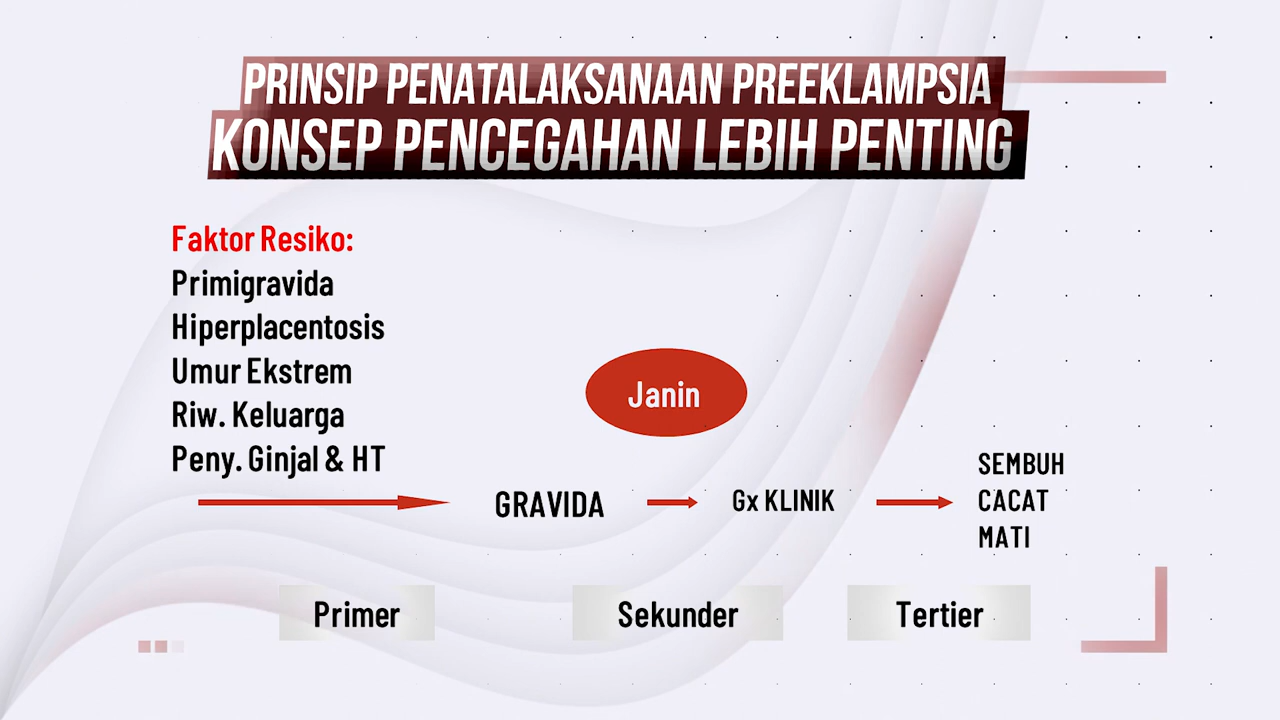 PRINSIP PENATALAKSANAAN PREEKLAMPSIA
KONSEP PENCEGAHAN LEBIH PENTING
Faktor Resiko:
Primigravida
Hiperplacentosis
Umur Ekstrem
Riw. Keluarga
Peny. Ginjal & HT
Janin
GRAVIDA
Gx KLINIK
SEMBUH
CACAT
MATI
Primer
Sekunder
Tertier